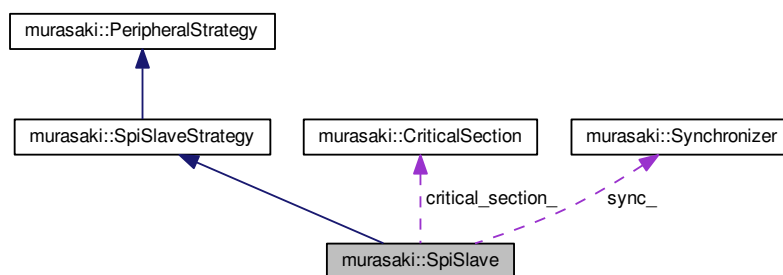 murasaki::PeripheralStrategy
murasaki::SpiSlaveStrategy
murasaki::CriticalSection
murasaki::Synchronizer
critical_section_
sync_
murasaki::SpiSlave